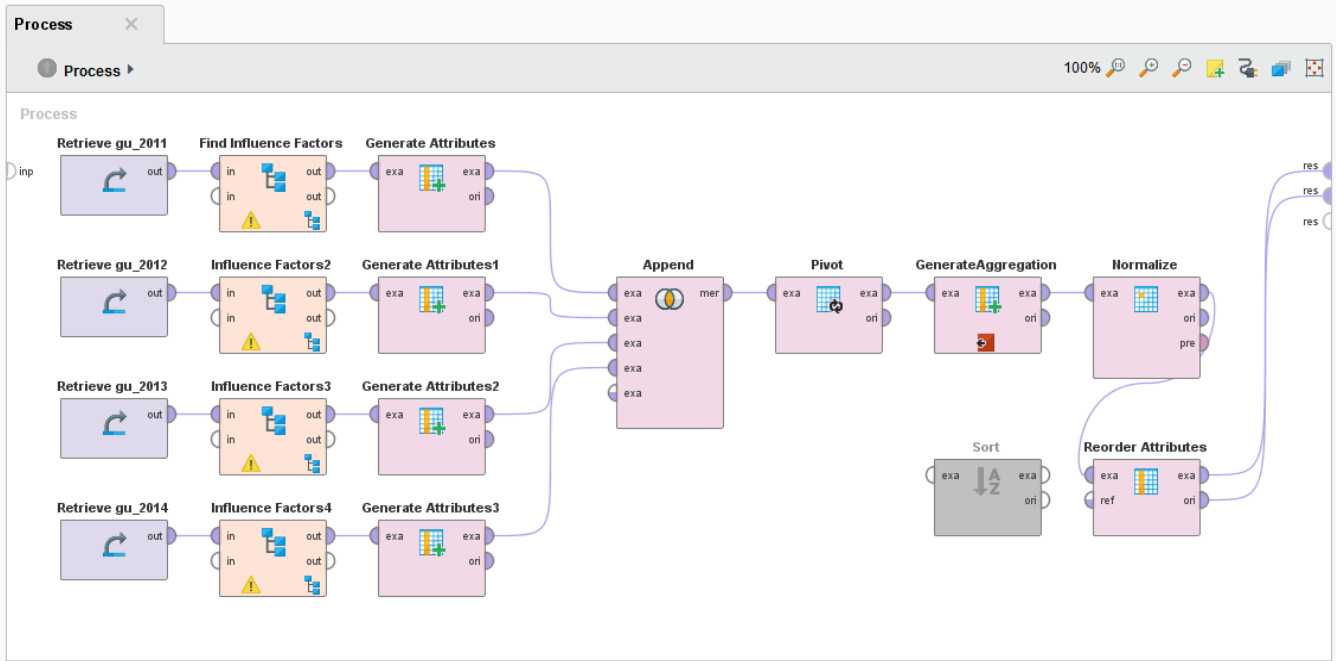 Process
Process
100%
Process
Retrieve gu_2011 Find Influence Factors Generate Attributes
inp out in out exa exa res
in out ori res
res
Retrieve gu_2012 Influence Factors2 Generate Attributes1 Append Pivot GenerateAggregation Normalize
out in out exa exa exa mer exa exa exa exa exa exa
in out ori exa ori ori ori
exa pre
Retrieve gu_2013 Influence Factors3 Generate Attributes2
exa
out in out exa exa exa
in out ori
Sort Reorder Attributes
exa exa exa exa
A
Z
ori ref ori
Retrieve gu_2014 Influence Factors4 Generate Attributes3
out in out exa exa
in out ori